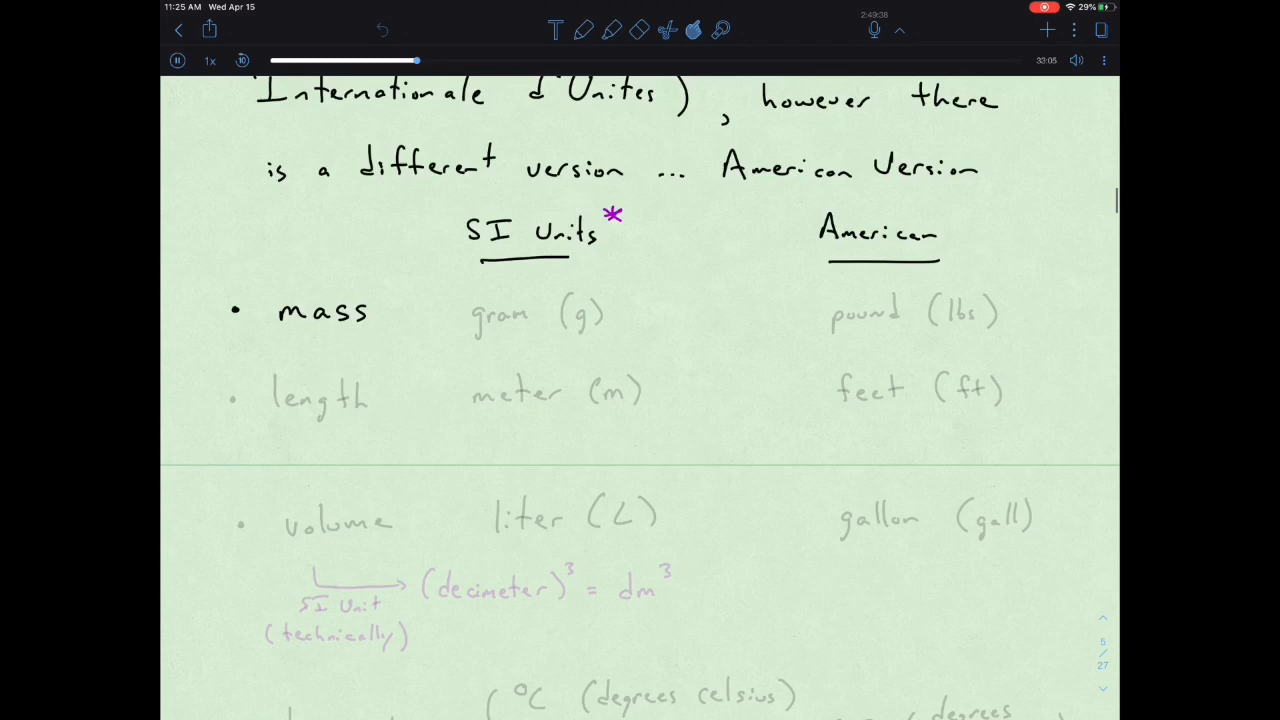 11:25 AM Wed Apr 15
29%
2:49:38
T
10
1x
33:05
Internationale d'Unites), however there
is a different version ... American Version
SI Units* American
• mass gram (g) pound (lbs)
• length meter (m) feet (ft)
• volume liter (L) gallon (gall)
(decimeter)³ = dm³
SI Unit
(technically)
5
/
27
°C (degrees celsius)
degrees